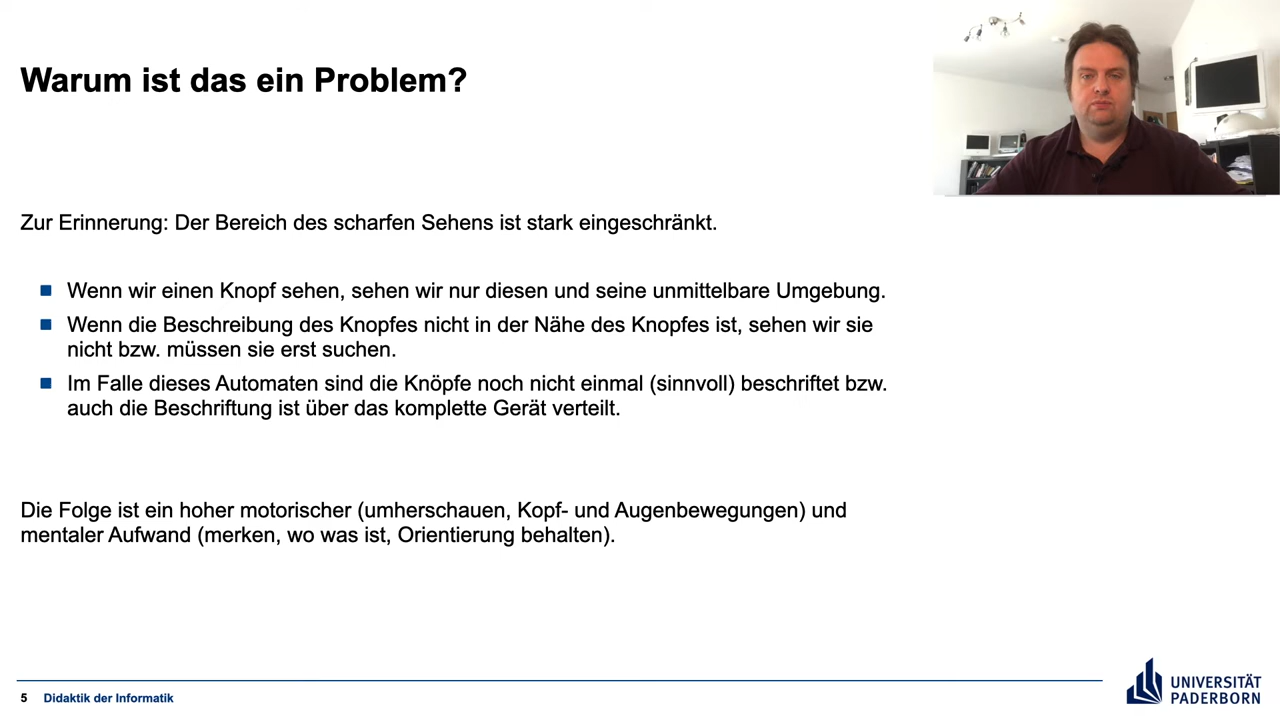 Warum ist das ein Problem?
Zur Erinnerung: Der Bereich des scharfen Sehens ist stark eingeschränkt.
Wenn wir einen Knopf sehen, sehen wir nur diesen und seine unmittelbare Umgebung.
Wenn die Beschreibung des Knopfes nicht in der Nähe des Knopfes ist, sehen wir sie
nicht bzw. müssen sie erst suchen.
Im Falle dieses Automaten sind die Knöpfe noch nicht einmal (sinnvoll) beschriftet bzw.
auch die Beschriftung ist über das komplette Gerät verteilt.
Die Folge ist ein hoher motorischer (umherschauen, Kopf- und Augenbewegungen) und
mentaler Aufwand (merken, wo was ist, Orientierung behalten).
5 Didaktik der Informatik
UNIVERSITÄT
PADERBORN